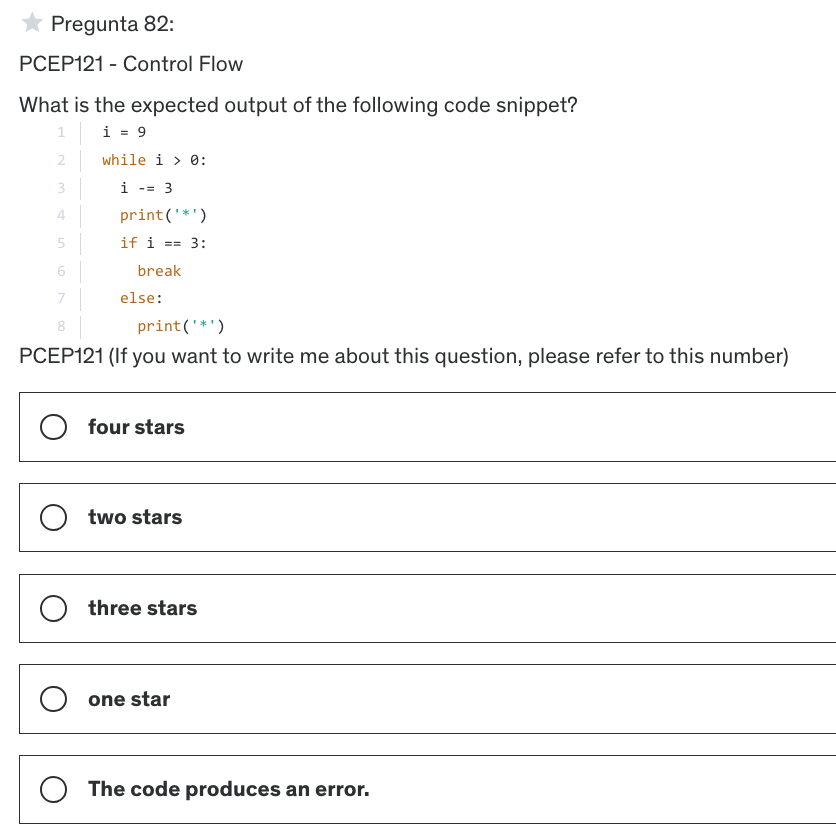 Pregunta 82:
PCEP121 - Control Flow
What is the expected output of the following code snippet?
1 i = 9
2 while i > 0:
3   i -= 3
4   print('*')
5   if i == 3:
6     break
7   else:
8     print('*')
PCEP121 (If you want to write me about this question, please refer to this number)
four stars
two stars
three stars
one star
The code produces an error.